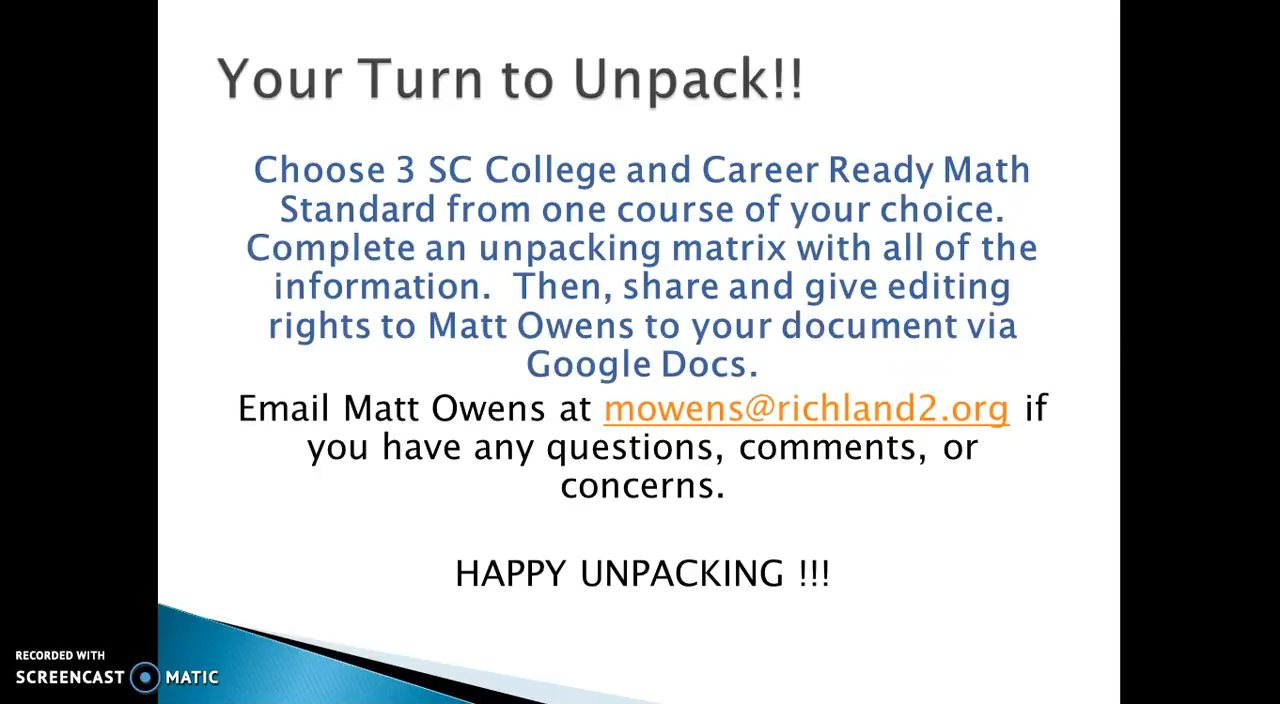 Your Turn to Unpack!!
Choose 3 SC College and Career Ready Math
Standard from one course of your choice.
Complete an unpacking matrix with all of the
information.  Then, share and give editing
rights to Matt Owens to your document via
Google Docs.
Email Matt Owens at mowens@richland2.org if
you have any questions, comments, or
concerns.
HAPPY UNPACKING !!!
RECORDED WITH
SCREENCAST MATIC